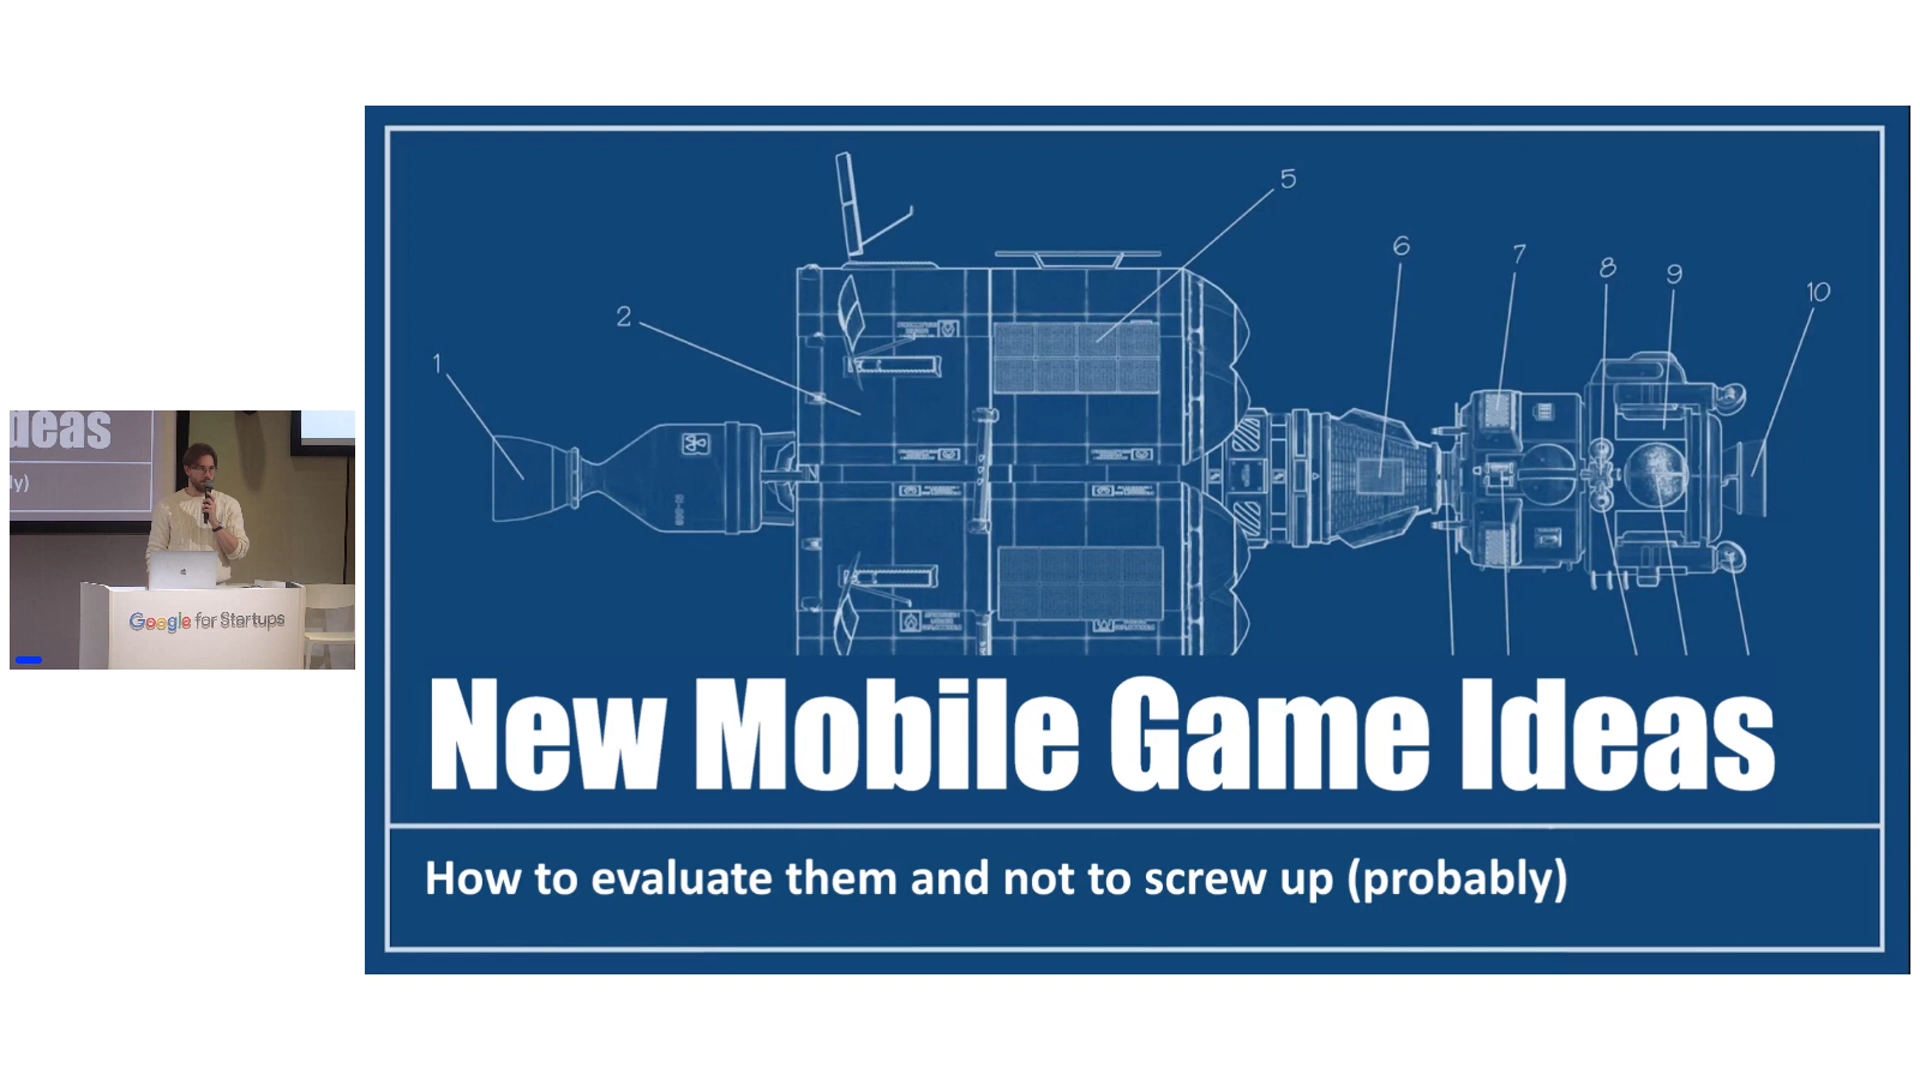 deas
ly)
Google for Startups
1
2
5
6
7
8
9
10
New Mobile Game Ideas
How to evaluate them and not to screw up (probably)